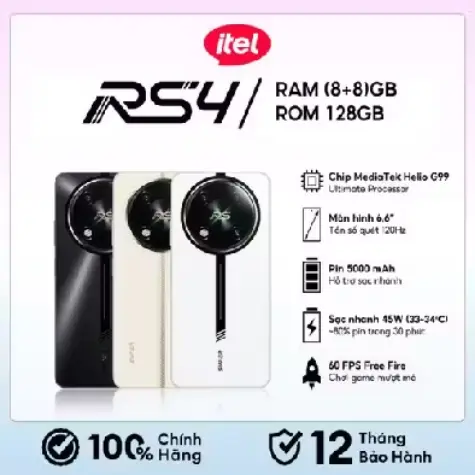 itel
RS4
RAM (8+8)GB
ROM 128GB
Chip MediaTek Helio G99
Ultimate Processor
Màn hình 6.6"
Tần số quét 120Hz
Pin 5000 mAh
Hỗ trợ sạc nhanh
Sạc nhanh 45W (33-34°C)
~80% pin trong 30 phút
60 FPS Free Fire
Chơi game mượt mà
RS
100% Chính Hãng
12 Tháng Bảo Hành